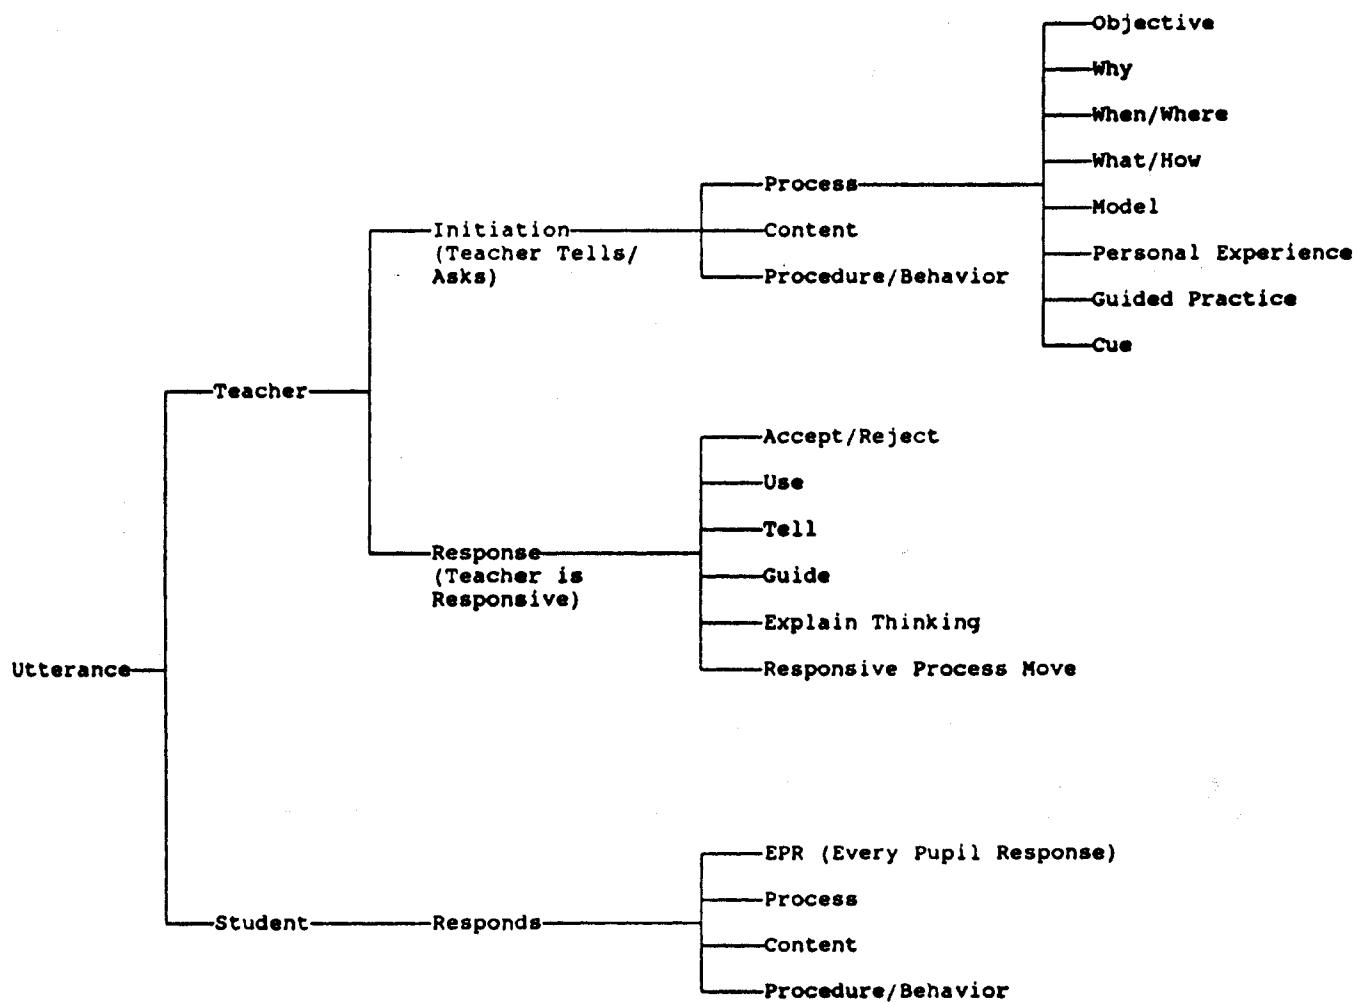 Objective
Why
When/Where
What/How
Process
Model
Initiation
(Teacher Tells/
Asks)
Content
Personal Experience
Procedure/Behavior
Guided Practice
Cue
Teacher
Accept/Reject
Use
Tell
Response
(Teacher is
Responsive)
Guide
Explain Thinking
Utterance
Responsive Process Move
EPR (Every Pupil Response)
Process
Student
Responds
Content
Procedure/Behavior